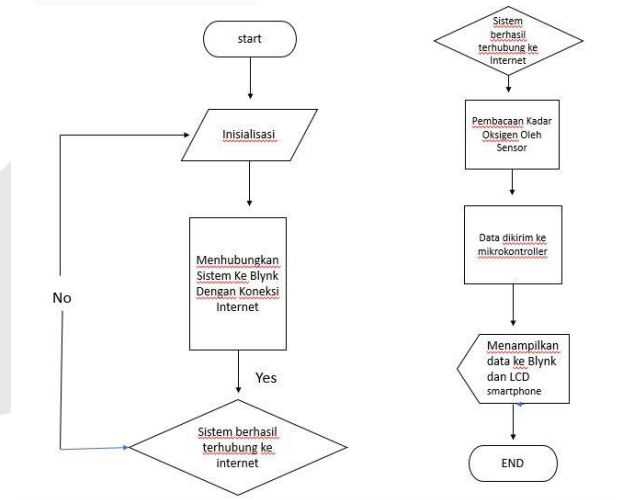 start
Inisialisasi
Menhubungkan
Sistem Ke Blynk
Dengan Koneksi
Internet
No
Yes
Sistem berhasil
terhubung ke
internet
Sistem
berhasil
terhubung ke
Internet
Pembacaan Kadar
Oksigen Oleh
Sensor
Data dikirim ke
mikrokontroller
Menampilkan
data ke Blynk
dan LCD
smartphone
END